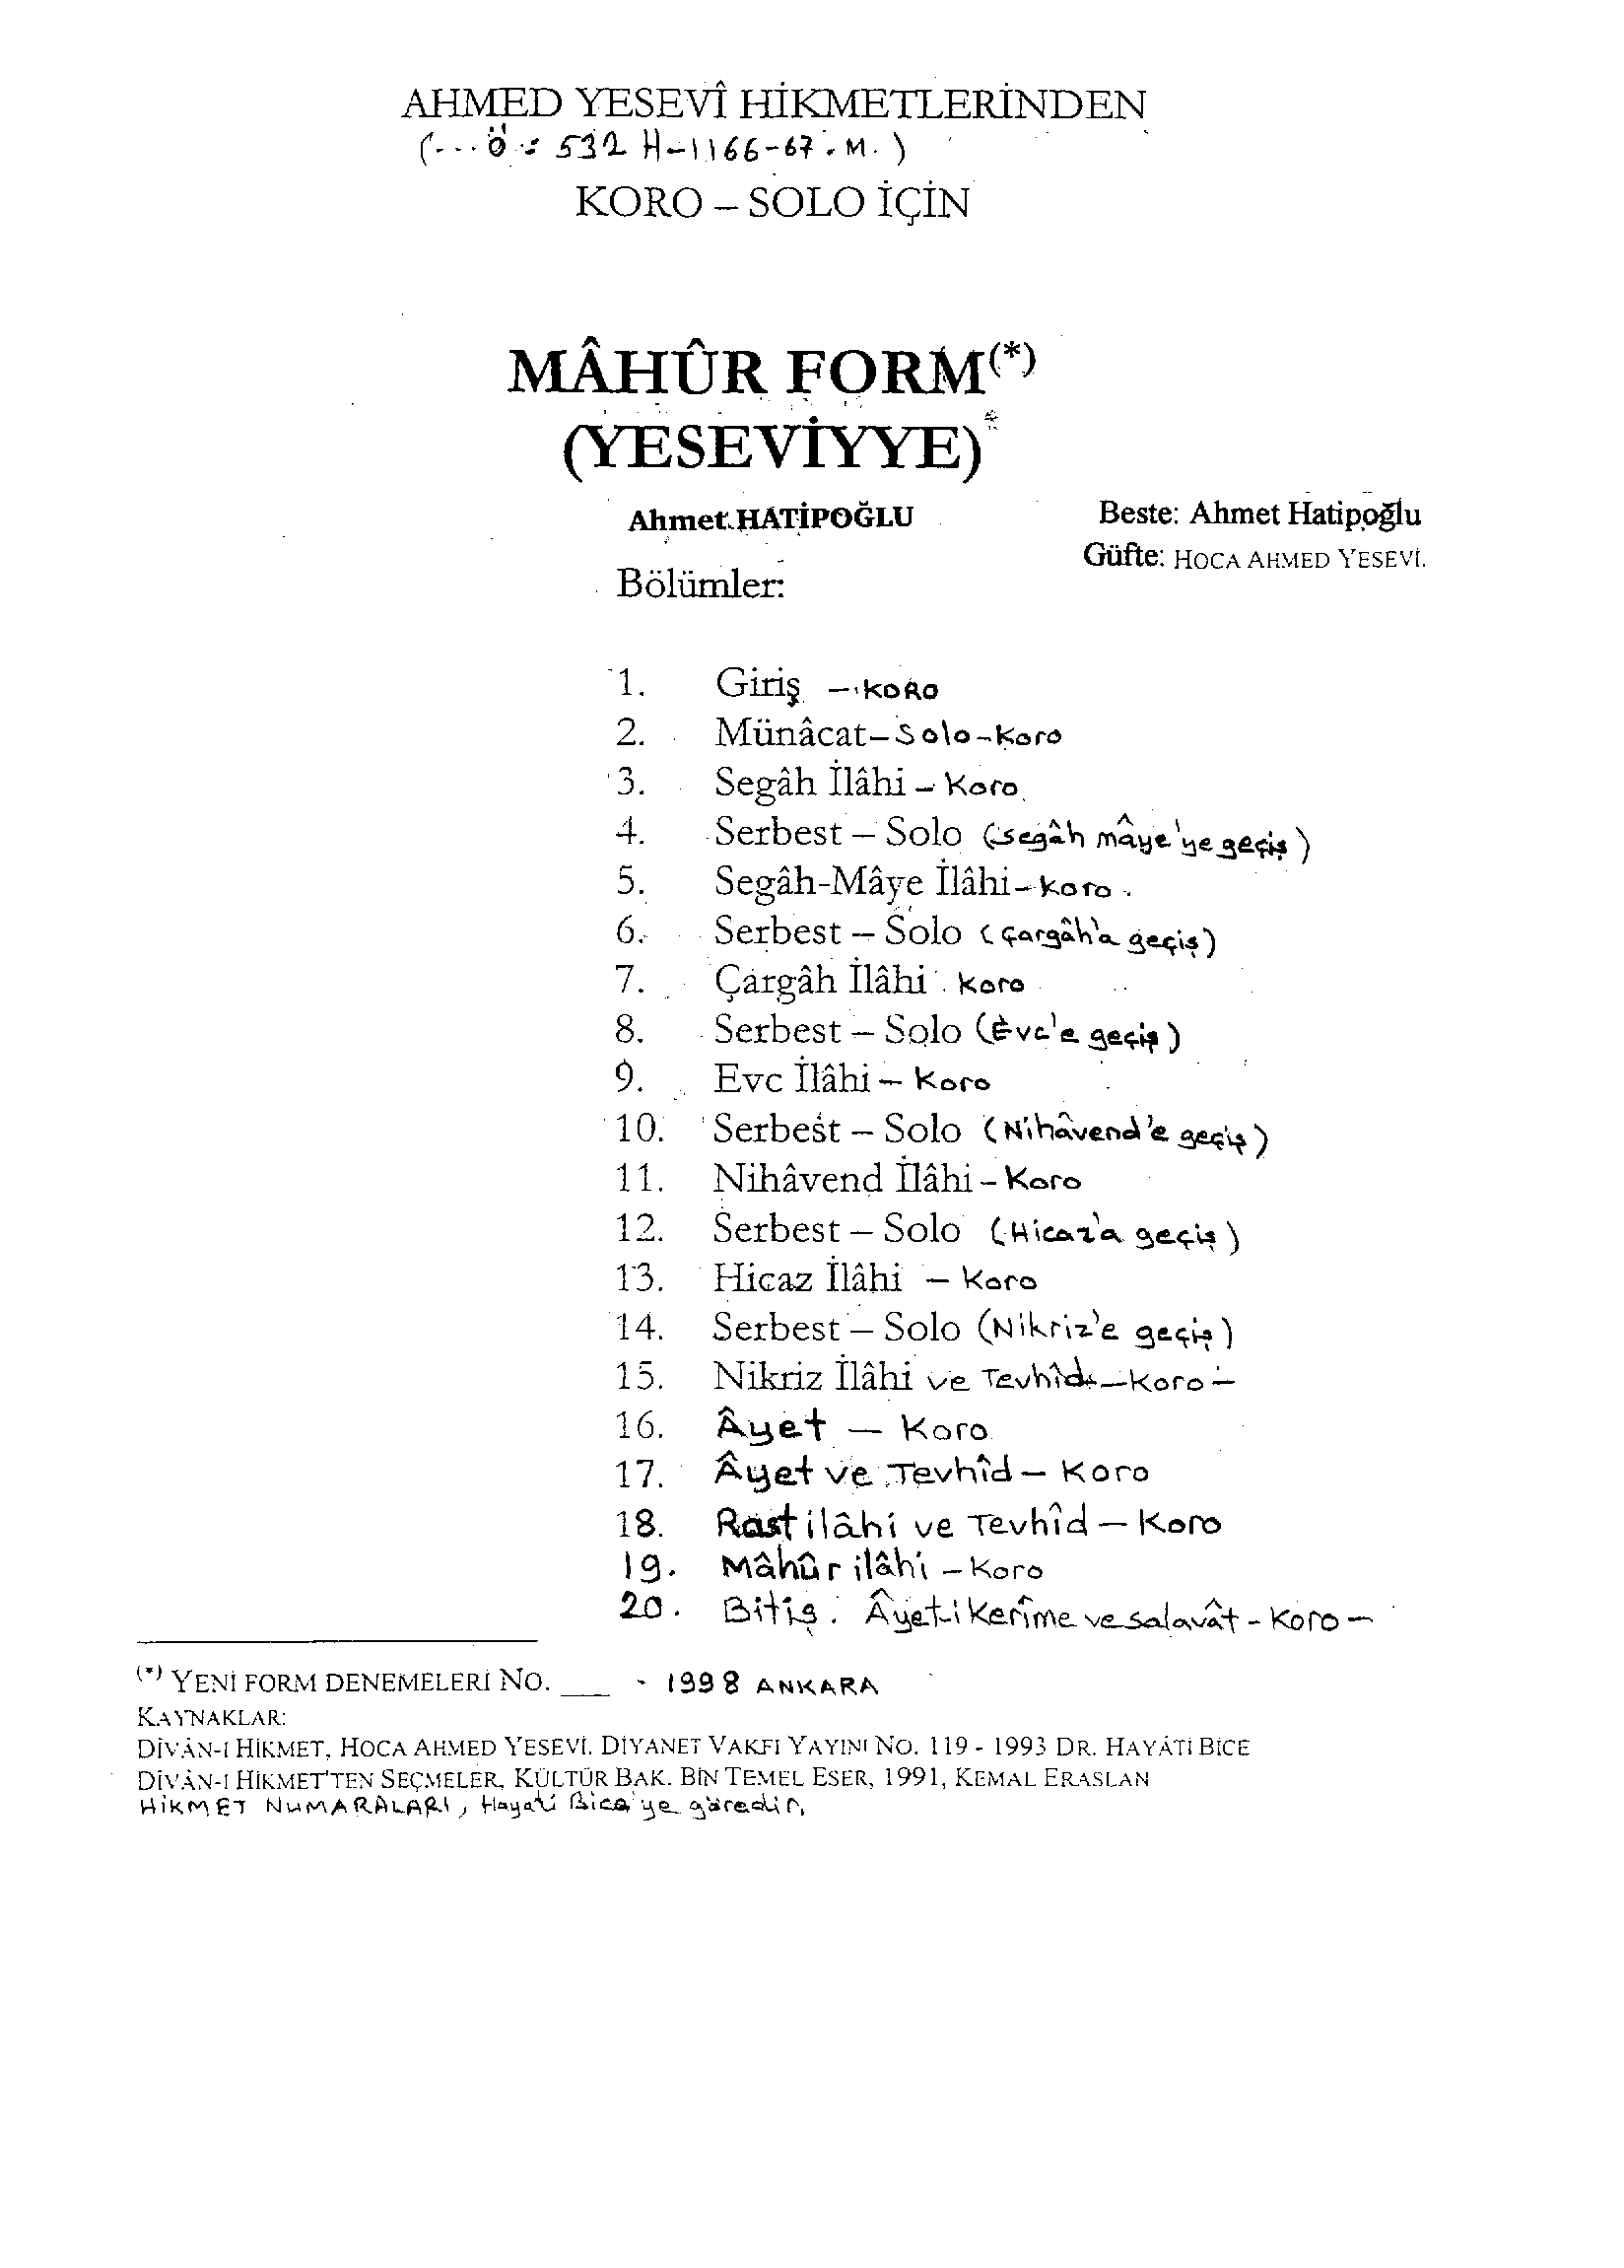 AHMED YESEVÎ HİKMETLERİNDEN
(--- Ö : 532 H-1166-67. M. )
KORO – SOLO İÇİN
MÂHÛR FORM(*)
(YESEVİYYE)*
Ahmet HATİPOĞLU
Beste: Ahmet Hatipoğlu
Güfte: HOCA AHMED YESEVİ.
Bölümler:
1. Giriş – KORO
2. Münâcat – Solo - Koro
3. Segâh İlâhi – Koro
4. Serbest – Solo (Segâh mâye'ye geçiş)
5. Segâh-Mâye İlâhi – Koro.
6. Serbest – Solo (Çargâh'a geçiş)
7. Çargâh İlâhi . Koro
8. Serbest – Solo (Evc'e geçiş)
9. Evc İlâhi – Koro
10. Serbest – Solo (Nihâvend'e geçiş)
11. Nihâvend İlâhi – Koro
12. Serbest – Solo (Hicaz'a geçiş)
13. Hicaz İlâhi – Koro
14. Serbest – Solo (Nikriz'e geçiş)
15. Nikriz İlâhi ve Tevhîd – Koro –
16. Âyet – Koro
17. Âyet ve Tevhîd – Koro
18. Rast ilâhi ve Tevhîd – Koro
19. Mâhûr ilâhi – Koro
20. Bitiş. Âyet-i Kerîme ve salavât - Koro –
(*) YENİ FORM DENEMELERİ NO. ___ - 1998 ANKARA
KAYNAKLAR:
DİVÂN-I HİKMET, HOCA AHMED YESEVİ. DİYANET VAKFI YAYINI NO. 119 - 1993 DR. HAYÂTİ BİCE
DİVÂN-I HİKMET'TEN SEÇMELER, KÜLTÜR BAK. BİN TEMEL ESER, 1991, KEMAL ERASLAN
HİKMET NUMARALARI, Hayati Bice'ye göredir.